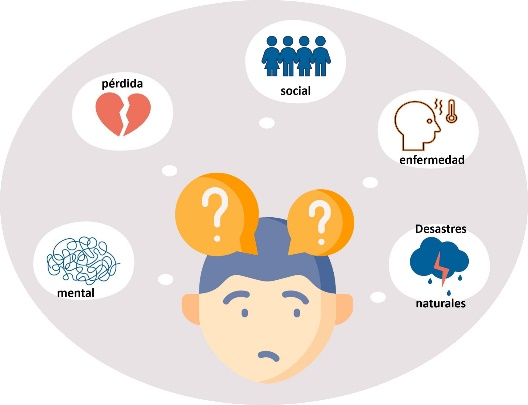 social
pérdida
enfermedad
?
?
Desastres
naturales
mental